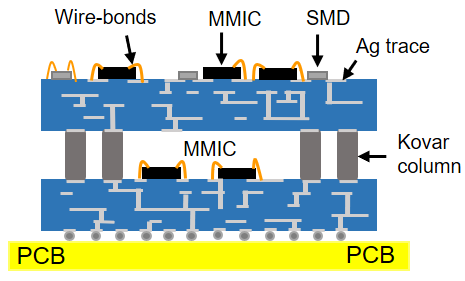 Wire-bonds
MMIC
SMD
Ag trace
MMIC
Kovar
column
PCB
PCB